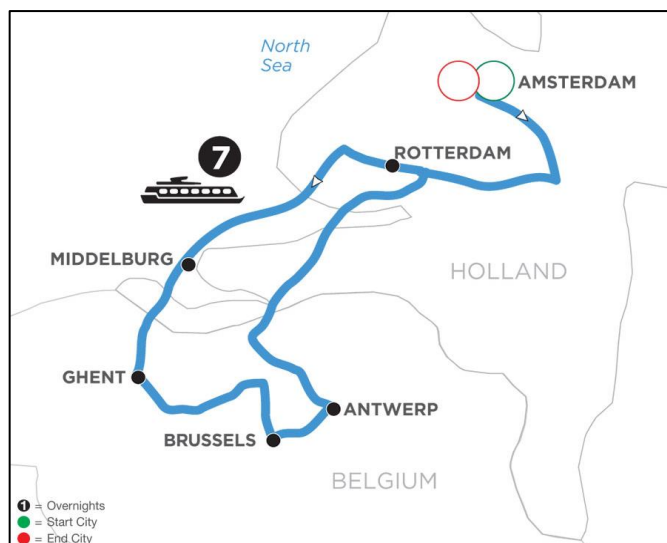 North
Sea
AMSTERDAM
7
ROTTERDAM
MIDDELBURG
HOLLAND
GHENT
ANTWERP
BRUSSELS
BELGIUM
1 = Overnights
= Start City
= End City